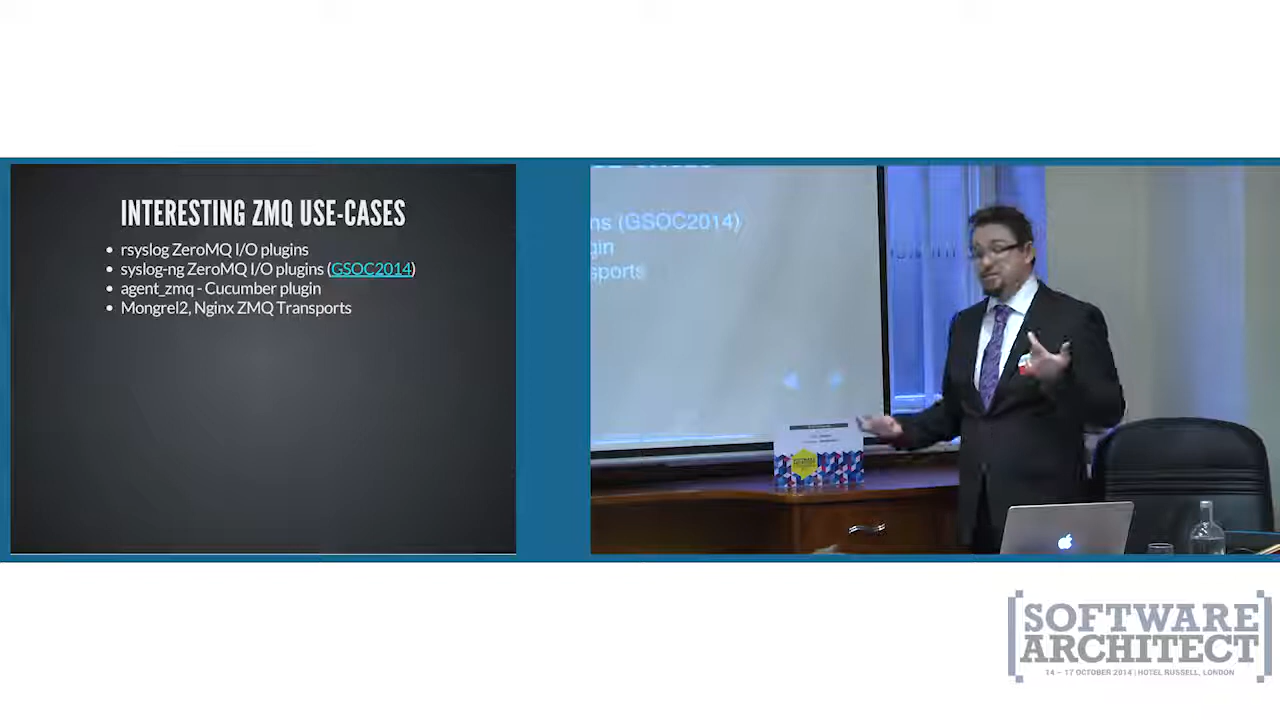 INTERESTING ZMQ USE-CASES
rsyslog ZeroMQ I/O plugins
syslog-ng ZeroMQ I/O plugins (GSOC2014)
agent_zmq - Cucumber plugin
Mongrel2, Nginx ZMQ Transports
ns (GSOC2014)
gin
sports
SOFTWARE
ARCHITECT
14 – 17 OCTOBER 2014 | HOTEL RUSSELL, LONDON